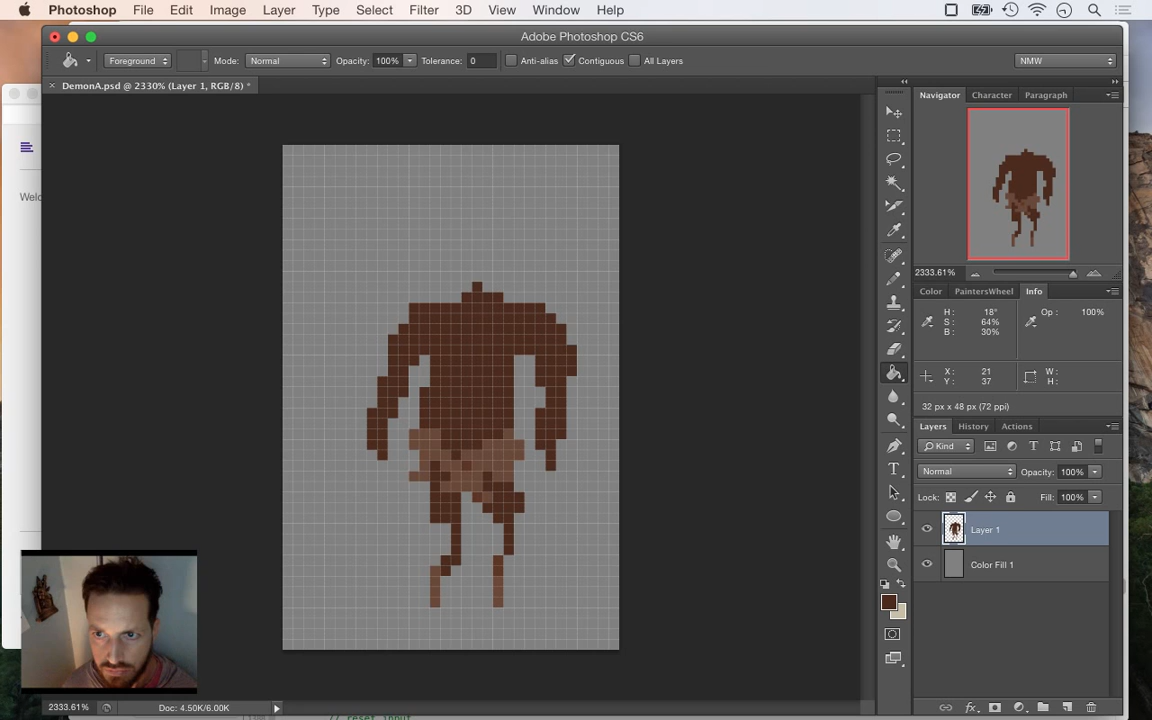 Photoshop File Edit Image Layer Type Select Filter 3D View Window Help
Adobe Photoshop CS6
Foreground Mode: Normal Opacity: 100% Tolerance: 0 Anti-alias Contiguous All Layers NMW
× DemonA.psd @ 2330% (Layer 1, RGB/8) *
Navigator Character Paragraph
Welc
2333.61%
Color PaintersWheel Info
H: 18° Op: 100%
S: 64%
B: 30%
X: 21 W:
Y: 37 H:
32 px x 48 px (72 ppi)
Layers History Actions
Kind
Normal Opacity: 100%
Lock: Fill: 100%
Layer 1
Color Fill 1
2333.61% Doc: 4.50K/6.00K
// reset input